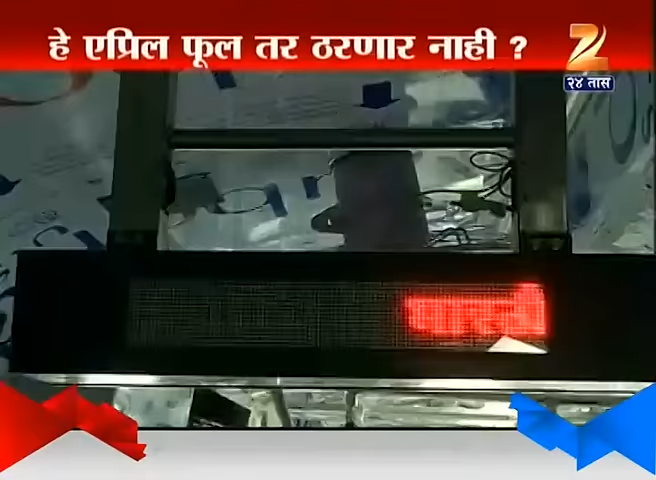 हे एप्रिल फूल तर ठरणार नाही ?
२४ तास